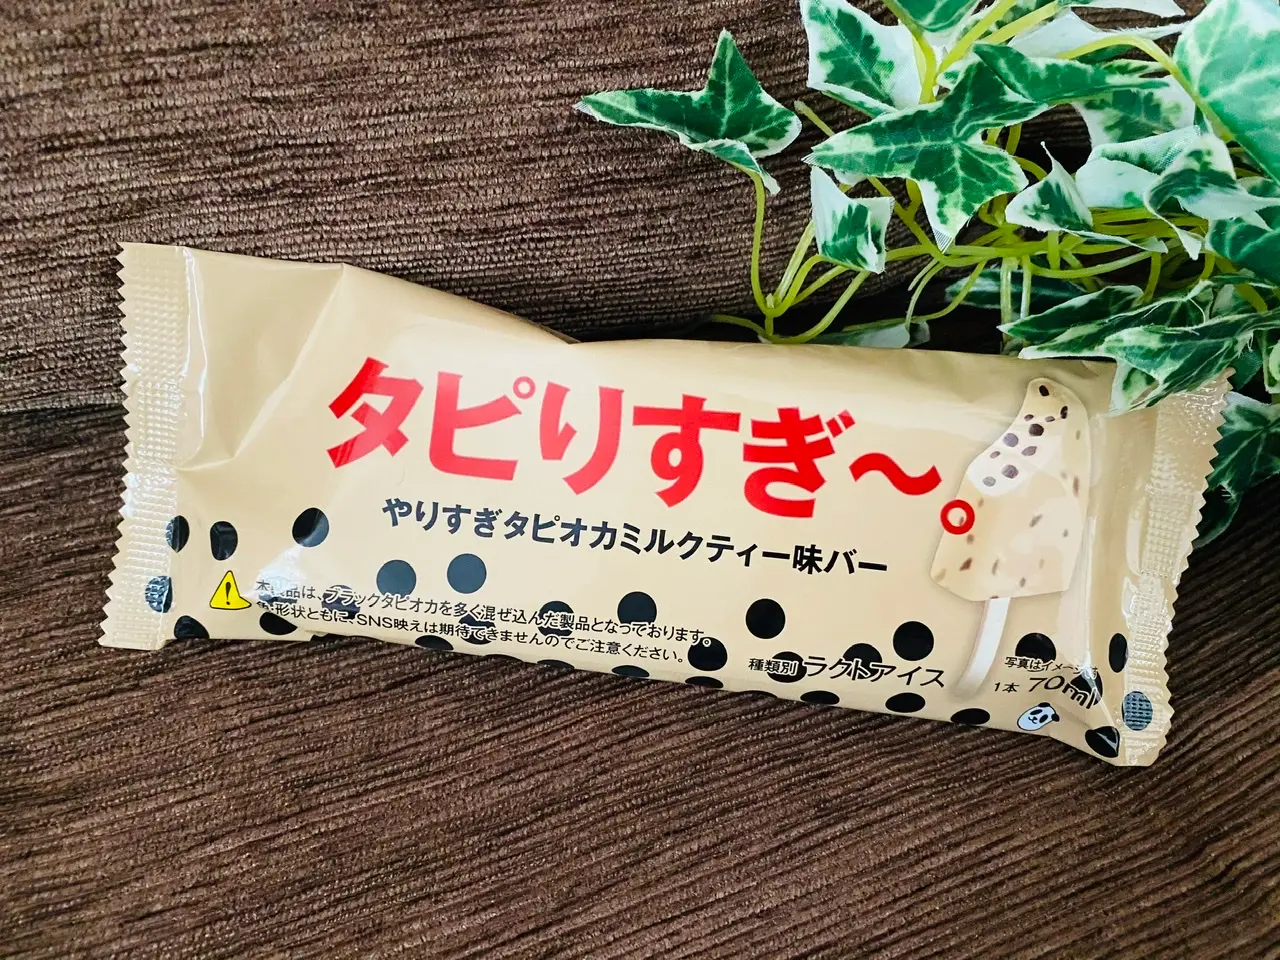 タピりすぎ〜。
やりすぎタピオカミルクティー味バー
本製品は、ブラックタピオカを多く混ぜ込んだ製品となっております。
色・形状ともに、SNS映えは期待できませんのでご注意ください。
種類別 ラクトアイス
写真はイメージです
1本 70ml